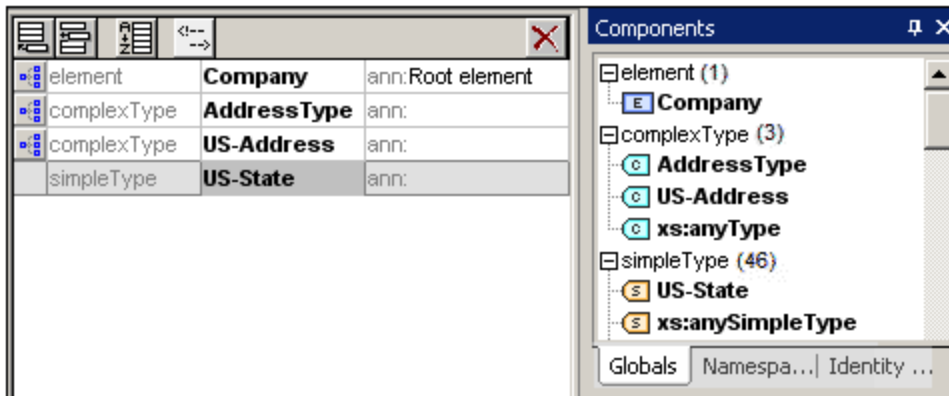 A
Z
<!--
-->
element Company ann:Root element
complexType AddressType ann:
complexType US-Address ann:
simpleType US-State ann:
Components
element (1)
E Company
complexType (3)
C AddressType
C US-Address
C xs:anyType
simpleType (46)
S US-State
S xs:anySimpleType
Globals Namespa... Identity ...